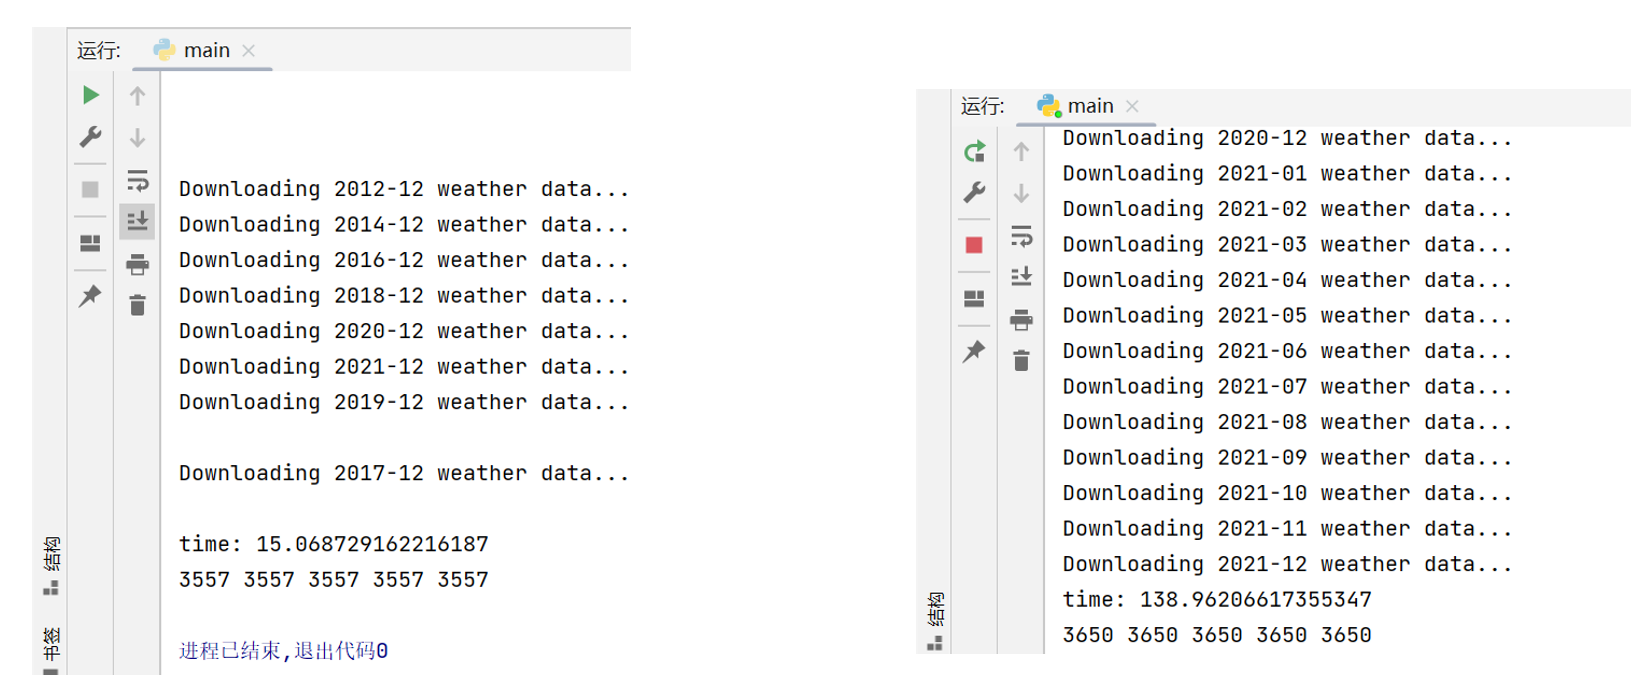 运行: main
Downloading 2012-12 weather data...
Downloading 2014-12 weather data...
Downloading 2016-12 weather data...
Downloading 2018-12 weather data...
Downloading 2020-12 weather data...
Downloading 2021-12 weather data...
Downloading 2019-12 weather data...
Downloading 2017-12 weather data...
time: 15.068729162216187
3557 3557 3557 3557 3557
进程已结束,退出代码0
结构
书签
运行: main
Downloading 2020-12 weather data...
Downloading 2021-01 weather data...
Downloading 2021-02 weather data...
Downloading 2021-03 weather data...
Downloading 2021-04 weather data...
Downloading 2021-05 weather data...
Downloading 2021-06 weather data...
Downloading 2021-07 weather data...
Downloading 2021-08 weather data...
Downloading 2021-09 weather data...
Downloading 2021-10 weather data...
Downloading 2021-11 weather data...
Downloading 2021-12 weather data...
time: 138.96206617355347
3650 3650 3650 3650 3650
结构